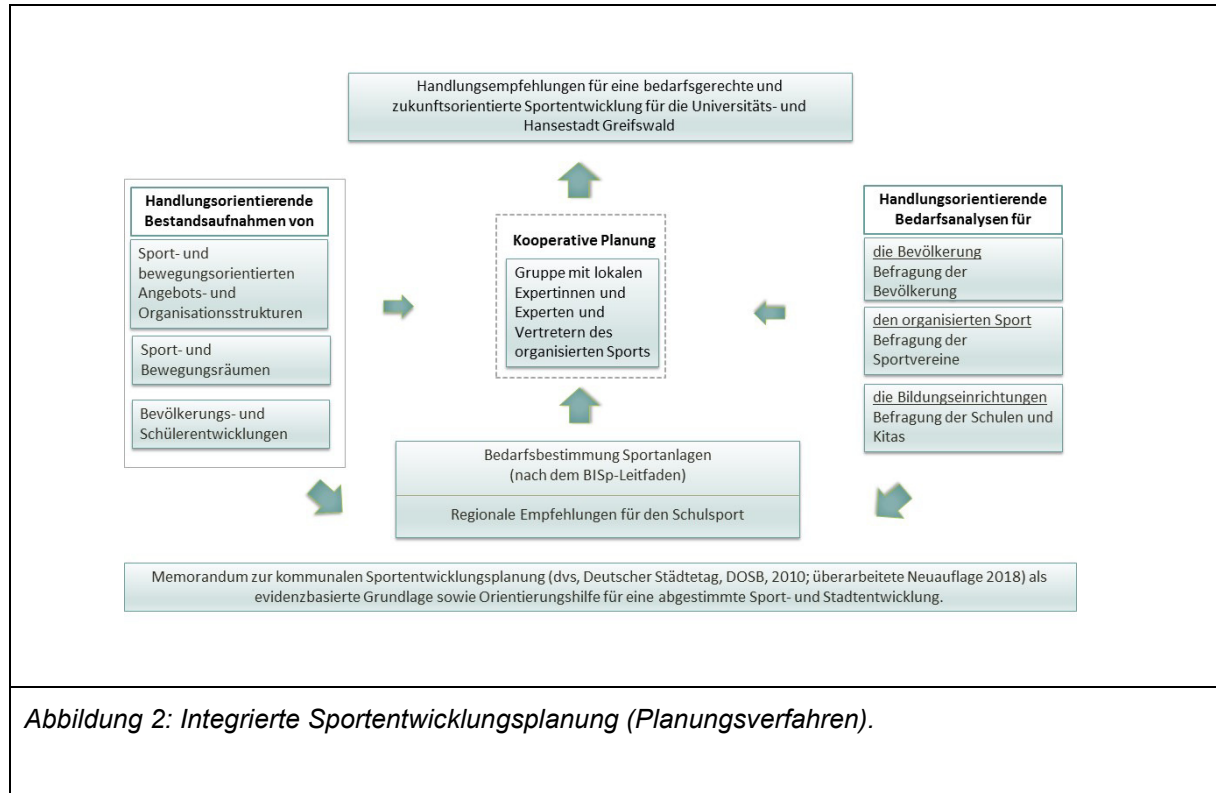 Handlungsempfehlungen für eine bedarfsgerechte und
zukunftsorientierte Sportentwicklung für die Universitäts- und
Hansestadt Greifswald
Handlungsorientierende
Bestandsaufnahmen von
Sport- und
bewegungsorientierten
Angebots- und
Organisationsstrukturen
Sport- und
Bewegungsräumen
Bevölkerungs- und
Schülerentwicklungen
Kooperative Planung
Gruppe mit lokalen
Expertinnen und
Experten und
Vertretern des
organisierten Sports
Handlungsorientierende
Bedarfsanalysen für
die Bevölkerung
Befragung der
Bevölkerung
den organisierten Sport
Befragung der
Sportvereine
die Bildungseinrichtungen
Befragung der Schulen und
Kitas
Bedarfsbestimmung Sportanlagen
(nach dem BISp-Leitfaden)
Regionale Empfehlungen für den Schulsport
Memorandum zur kommunalen Sportentwicklungsplanung (dvs, Deutscher Städtetag, DOSB, 2010; überarbeitete Neuauflage 2018) als
evidenzbasierte Grundlage sowie Orientierungshilfe für eine abgestimmte Sport- und Stadtentwicklung.
Abbildung 2: Integrierte Sportentwicklungsplanung (Planungsverfahren).